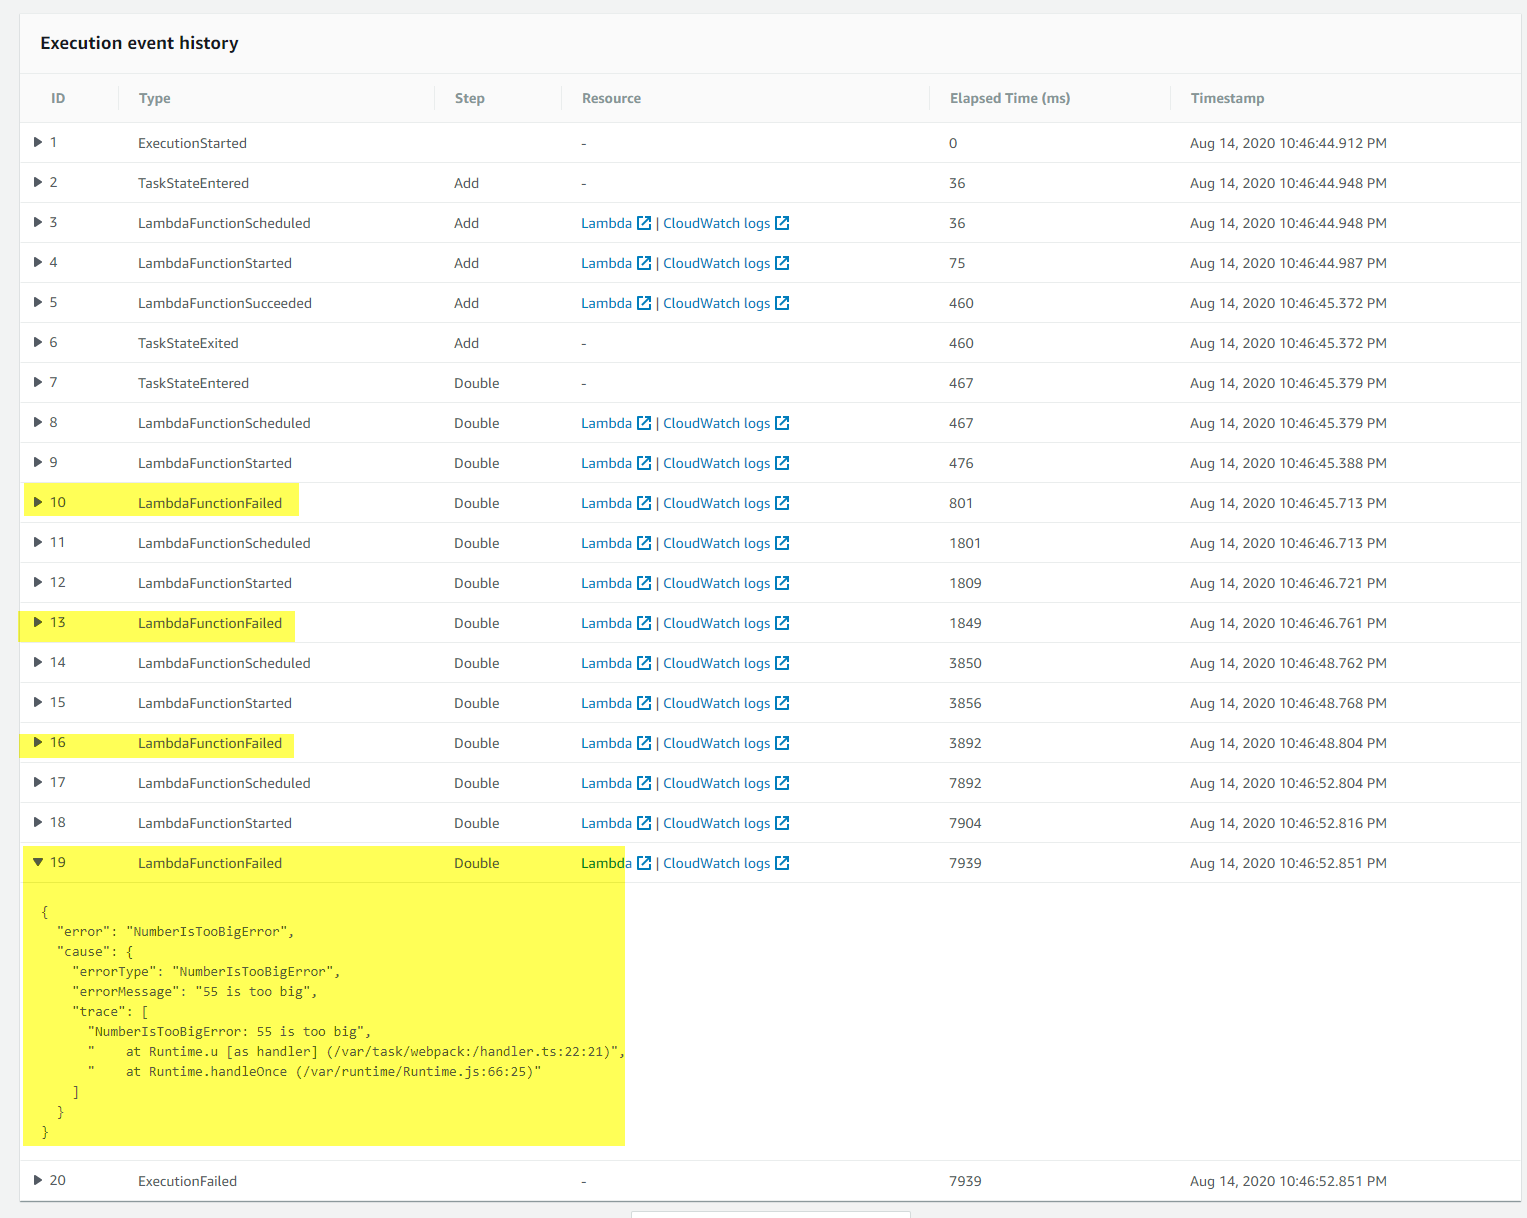 Execution event history
ID Type Step Resource Elapsed Time (ms) Timestamp
1 ExecutionStarted - 0 Aug 14, 2020 10:46:44.912 PM
2 TaskStateEntered Add - 36 Aug 14, 2020 10:46:44.948 PM
3 LambdaFunctionScheduled Add Lambda | CloudWatch logs 36 Aug 14, 2020 10:46:44.948 PM
4 LambdaFunctionStarted Add Lambda | CloudWatch logs 75 Aug 14, 2020 10:46:44.987 PM
5 LambdaFunctionSucceeded Add Lambda | CloudWatch logs 460 Aug 14, 2020 10:46:45.372 PM
6 TaskStateExited Add - 460 Aug 14, 2020 10:46:45.372 PM
7 TaskStateEntered Double - 467 Aug 14, 2020 10:46:45.379 PM
8 LambdaFunctionScheduled Double Lambda | CloudWatch logs 467 Aug 14, 2020 10:46:45.379 PM
9 LambdaFunctionStarted Double Lambda | CloudWatch logs 476 Aug 14, 2020 10:46:45.388 PM
10 LambdaFunctionFailed Double Lambda | CloudWatch logs 801 Aug 14, 2020 10:46:45.713 PM
11 LambdaFunctionScheduled Double Lambda | CloudWatch logs 1801 Aug 14, 2020 10:46:46.713 PM
12 LambdaFunctionStarted Double Lambda | CloudWatch logs 1809 Aug 14, 2020 10:46:46.721 PM
13 LambdaFunctionFailed Double Lambda | CloudWatch logs 1849 Aug 14, 2020 10:46:46.761 PM
14 LambdaFunctionScheduled Double Lambda | CloudWatch logs 3850 Aug 14, 2020 10:46:48.762 PM
15 LambdaFunctionStarted Double Lambda | CloudWatch logs 3856 Aug 14, 2020 10:46:48.768 PM
16 LambdaFunctionFailed Double Lambda | CloudWatch logs 3892 Aug 14, 2020 10:46:48.804 PM
17 LambdaFunctionScheduled Double Lambda | CloudWatch logs 7892 Aug 14, 2020 10:46:52.804 PM
18 LambdaFunctionStarted Double Lambda | CloudWatch logs 7904 Aug 14, 2020 10:46:52.816 PM
19 LambdaFunctionFailed Double Lambda | CloudWatch logs 7939 Aug 14, 2020 10:46:52.851 PM
{
  "error": "NumberIsTooBigError",
  "cause": {
    "errorType": "NumberIsTooBigError",
    "errorMessage": "55 is too big",
    "trace": [
      "NumberIsTooBigError: 55 is too big",
      "    at Runtime.u [as handler] (/var/task/webpack:/handler.ts:22:21)",
      "    at Runtime.handleOnce (/var/runtime/Runtime.js:66:25)"
    ]
  }
}
20 ExecutionFailed - 7939 Aug 14, 2020 10:46:52.851 PM